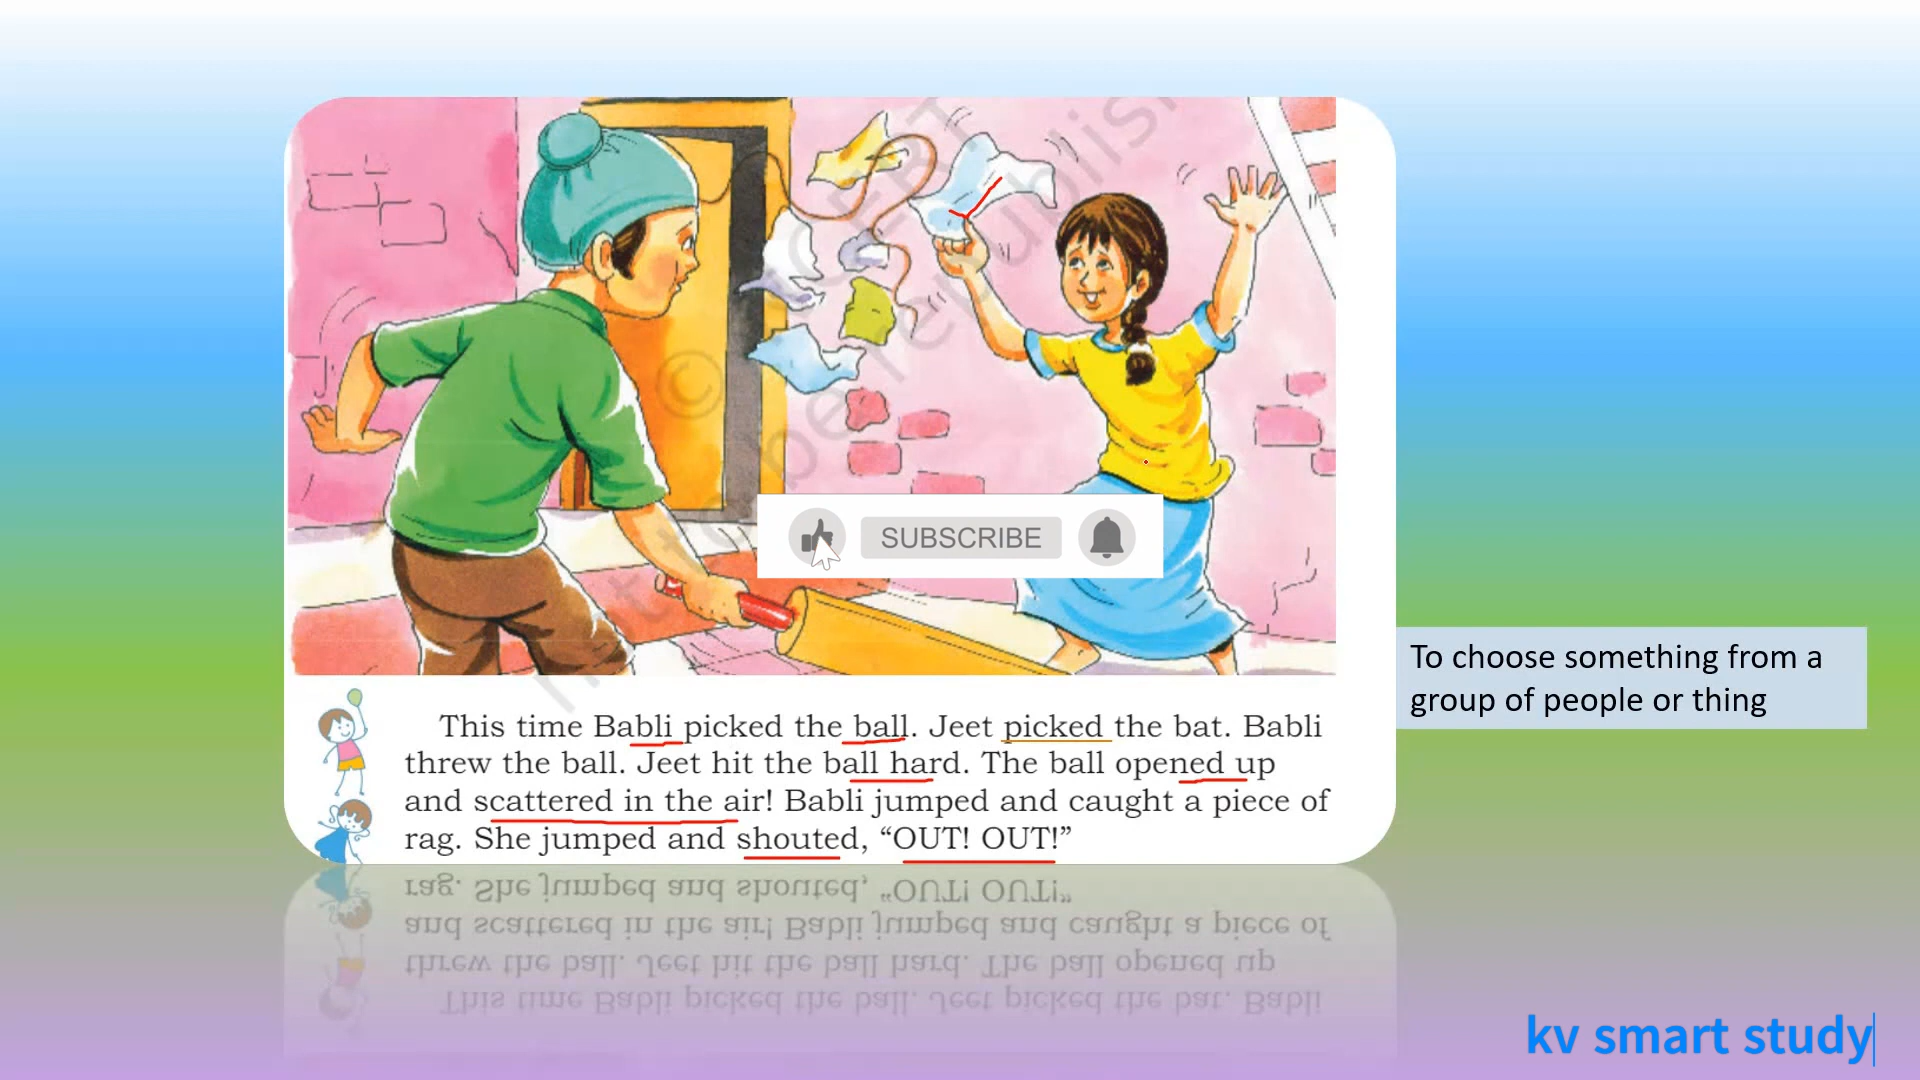 SUBSCRIBE
To choose something from a
group of people or thing
This time Babli picked the ball. Jeet picked the bat. Babli
threw the ball. Jeet hit the ball hard. The ball opened up
and scattered in the air! Babli jumped and caught a piece of
rag. She jumped and shouted, “OUT! OUT!”
kv smart study